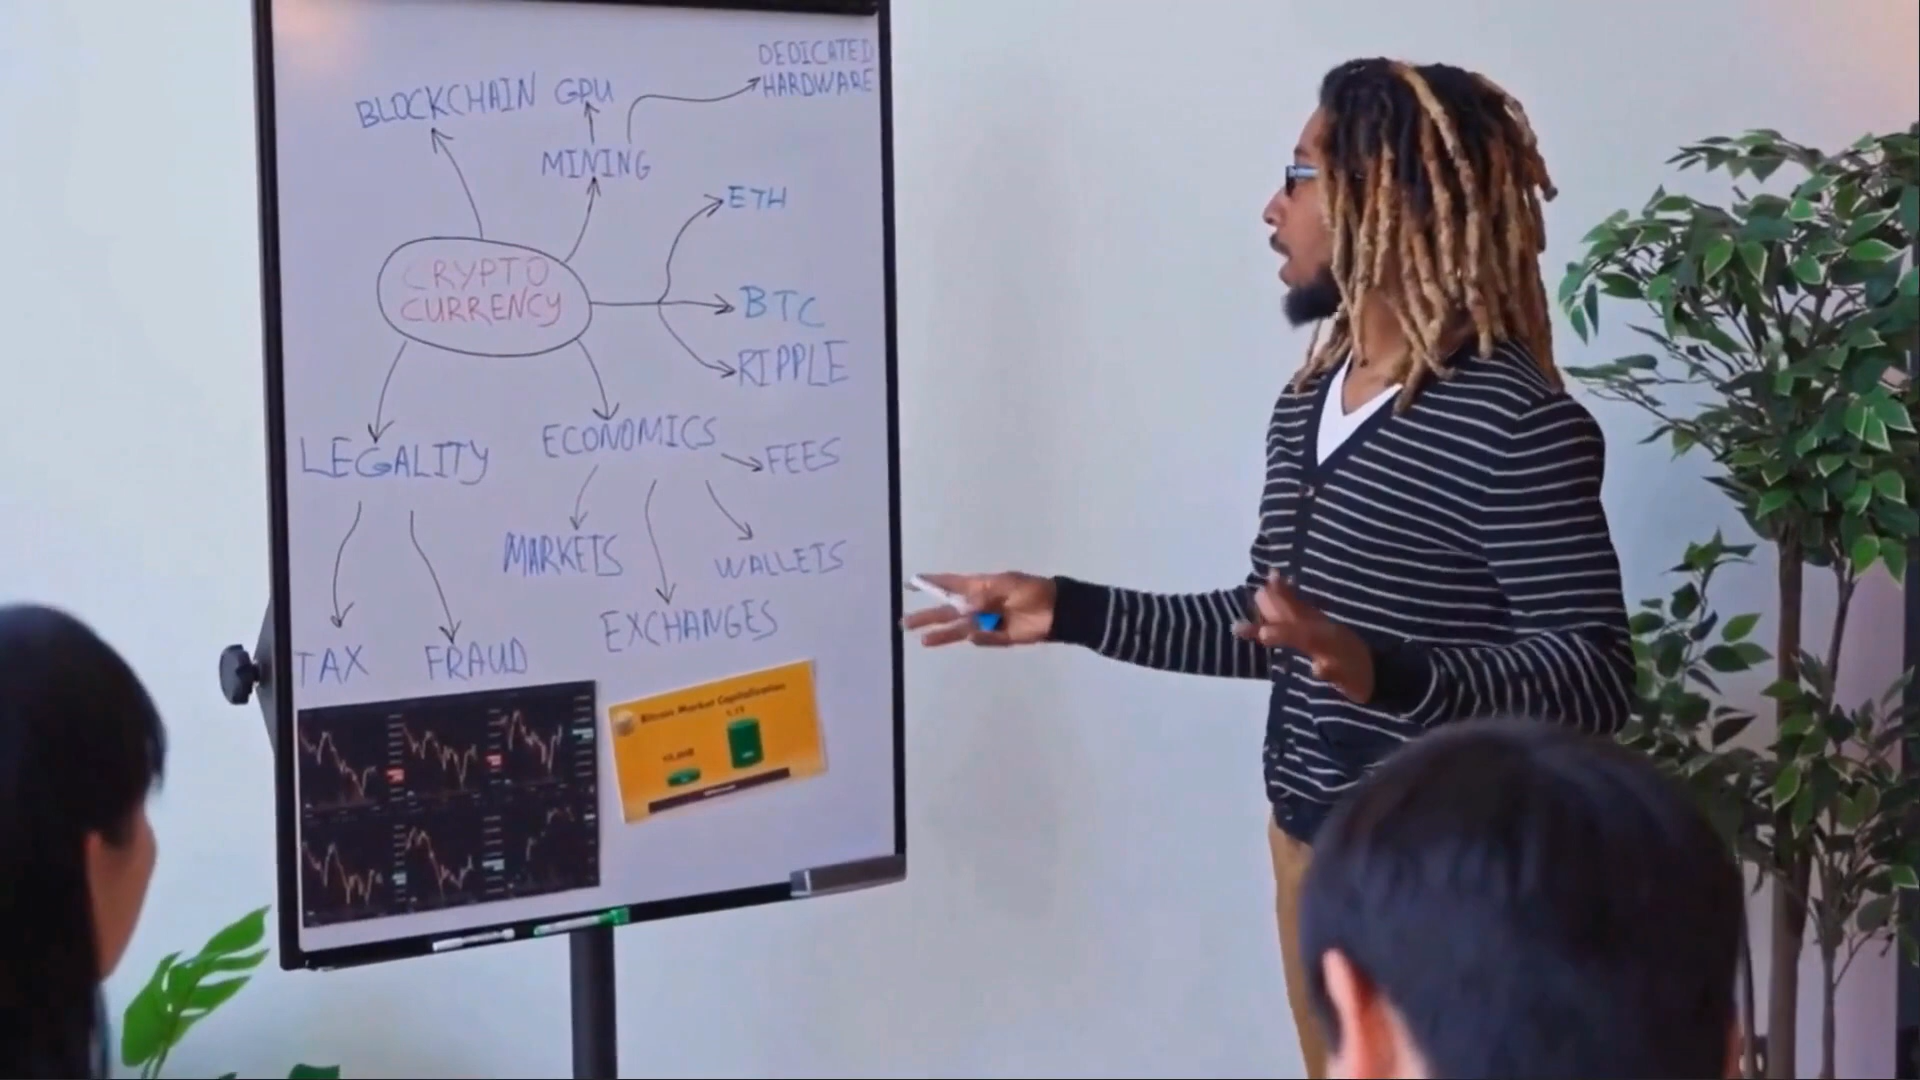 DEDICATED
HARDWARE
BLOCKCHAIN GPU
MINING
ETH
CRYPTO
CURRENCY
BTC
RIPPLE
LEGALITY
ECONOMICS
FEES
MARKETS
WALLETS
EXCHANGES
TAX
FRAUD
Bitcoin Market Capitalization